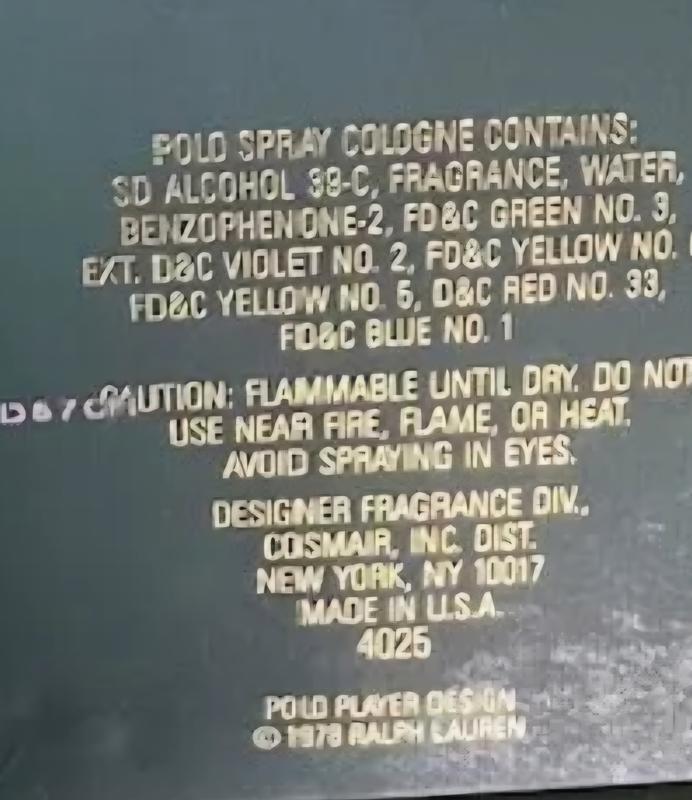 POLO SPRAY COLOGNE CONTAINS:
SD ALCOHOL 39-C, FRAGRANCE, WATER,
BENZOPHENONE-2, FD&C GREEN NO. 3,
EXT. D&C VIOLET NO. 2, FD&C YELLOW NO.
FD&C YELLOW NO. 5, D&C RED NO. 33,
FD&C BLUE NO. 1
CAUTION: FLAMMABLE UNTIL DRY. DO NOT
USE NEAR FIRE, FLAME, OR HEAT.
AVOID SPRAYING IN EYES.
DESIGNER FRAGRANCE DIV.,
COSMAIR, INC. DIST.
NEW YORK, NY 10017
MADE IN U.S.A.
4025
POLO PLAYER DESIGN
© 1978 RALPH LAUREN